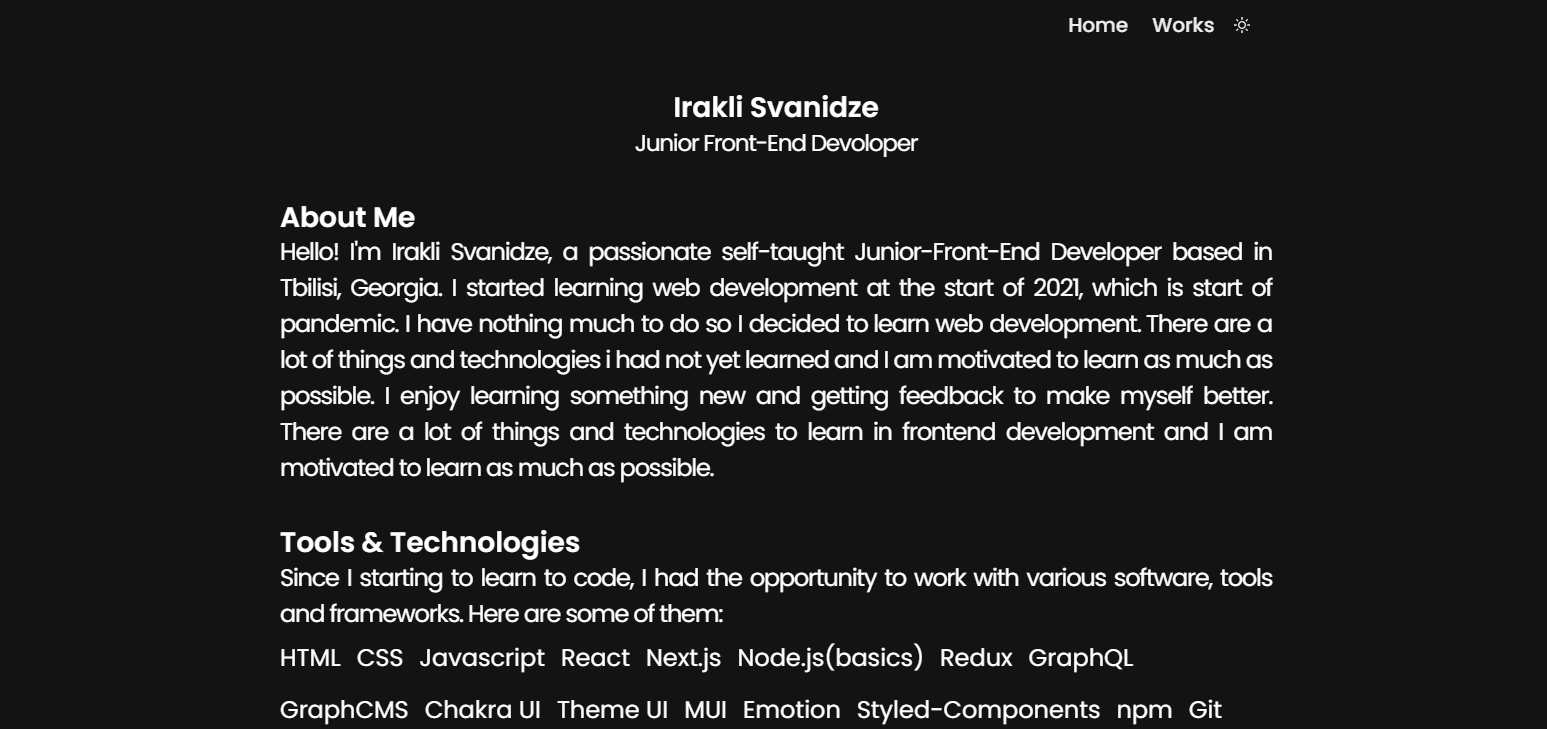 Home Works
Irakli Svanidze
Junior Front-End Devoloper
About Me
Hello! I'm Irakli Svanidze, a passionate self-taught Junior-Front-End Developer based in
Tbilisi, Georgia. I started learning web development at the start of 2021, which is start of
pandemic. I have nothing much to do so I decided to learn web development. There are a
lot of things and technologies i had not yet learned and I am motivated to learn as much as
possible. I enjoy learning something new and getting feedback to make myself better.
There are a lot of things and technologies to learn in frontend development and I am
motivated to learn as much as possible.
Tools & Technologies
Since I starting to learn to code, I had the opportunity to work with various software, tools
and frameworks. Here are some of them:
HTML CSS Javascript React Next.js Node.js(basics) Redux GraphQL
GraphCMS Chakra UI Theme UI MUI Emotion Styled-Components npm Git